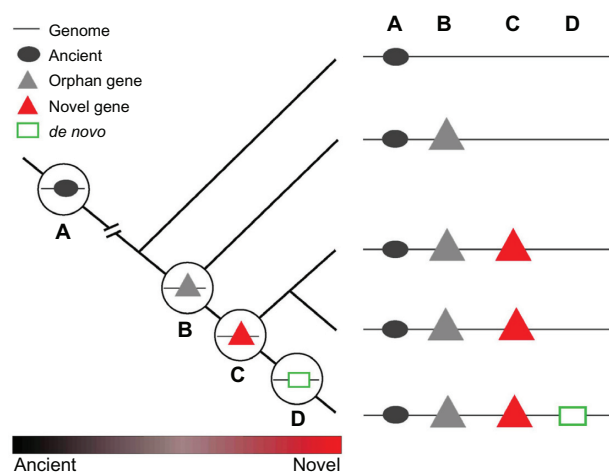 Genome
Ancient
Orphan gene
Novel gene
de novo
A B C D
A
B
C
D
Ancient Novel